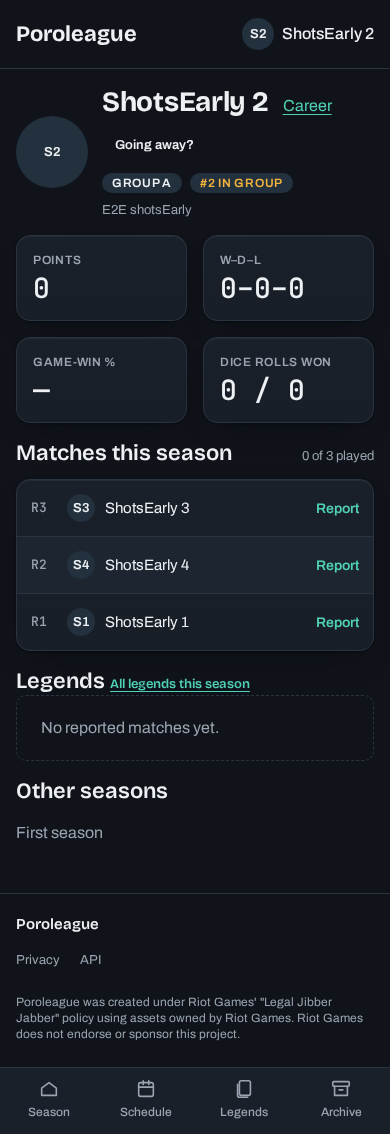 Poroleague
S2 ShotsEarly 2
ShotsEarly 2 Career
S2
Going away?
GROUP A #2 IN GROUP
E2E shotsEarly
POINTS
0
W–D–L
0–0–0
GAME-WIN %
—
DICE ROLLS WON
0 / 0
Matches this season 0 of 3 played
R3 S3 ShotsEarly 3 Report
R2 S4 ShotsEarly 4 Report
R1 S1 ShotsEarly 1 Report
Legends All legends this season
No reported matches yet.
Other seasons
First season
Poroleague
Privacy API
Poroleague was created under Riot Games' "Legal Jibber
Jabber" policy using assets owned by Riot Games. Riot Games
does not endorse or sponsor this project.
Season Schedule Legends Archive